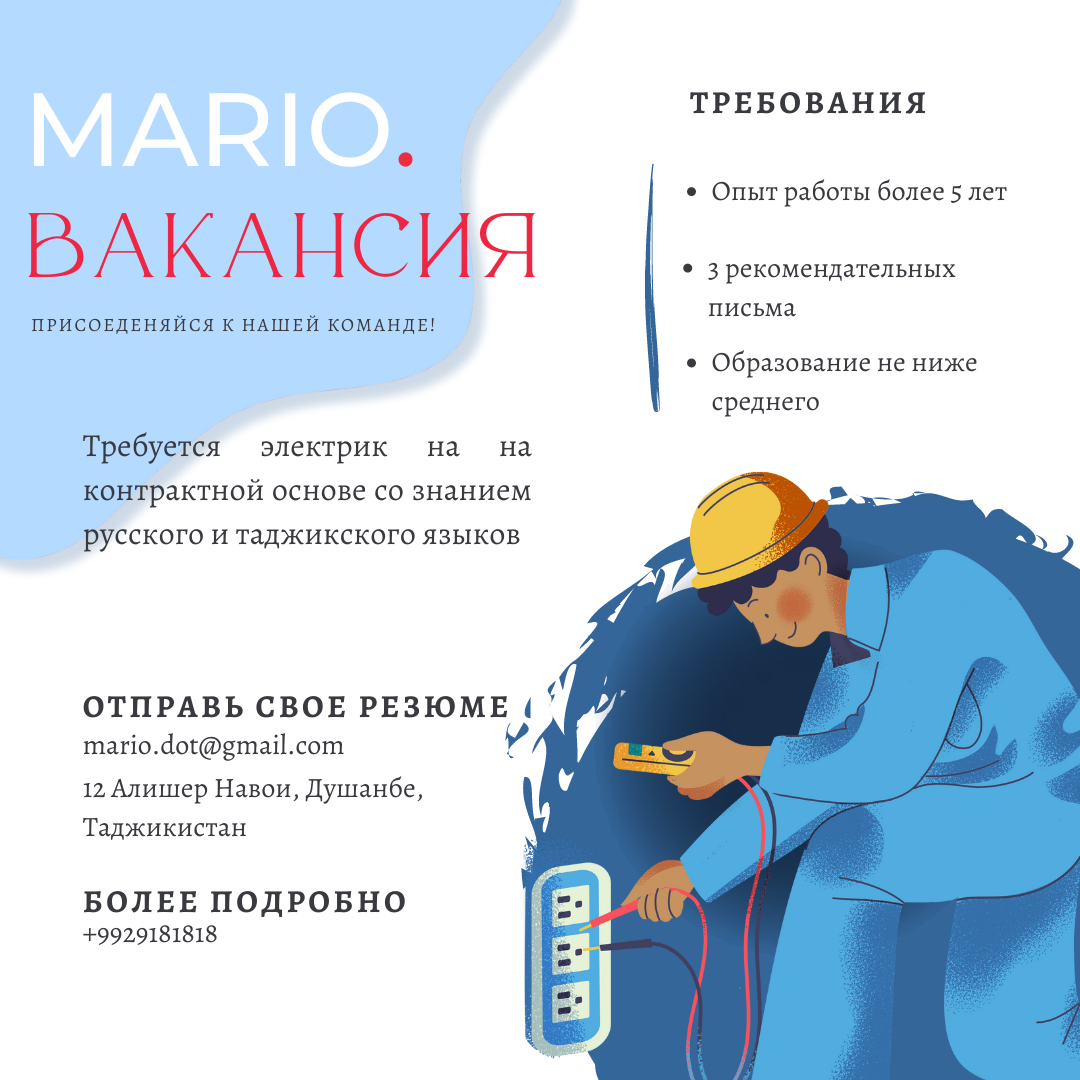 MARIO.
ВАКАНСИЯ
ПРИСОЕДЕНЯЙСЯ К НАШЕЙ КОМАНДЕ!
Требуется электрик на на
контрактной основе со знанием
русского и таджикского языков
ОТПРАВЬ СВОЕ РЕЗЮМЕ
mario.dot@gmail.com
12 Алишер Навои, Душанбе,
Таджикистан
БОЛЕЕ ПОДРОБНО
+9929181818
ТРЕБОВАНИЯ
• Опыт работы более 5 лет
• 3 рекомендательных
письма
• Образование не ниже
среднего